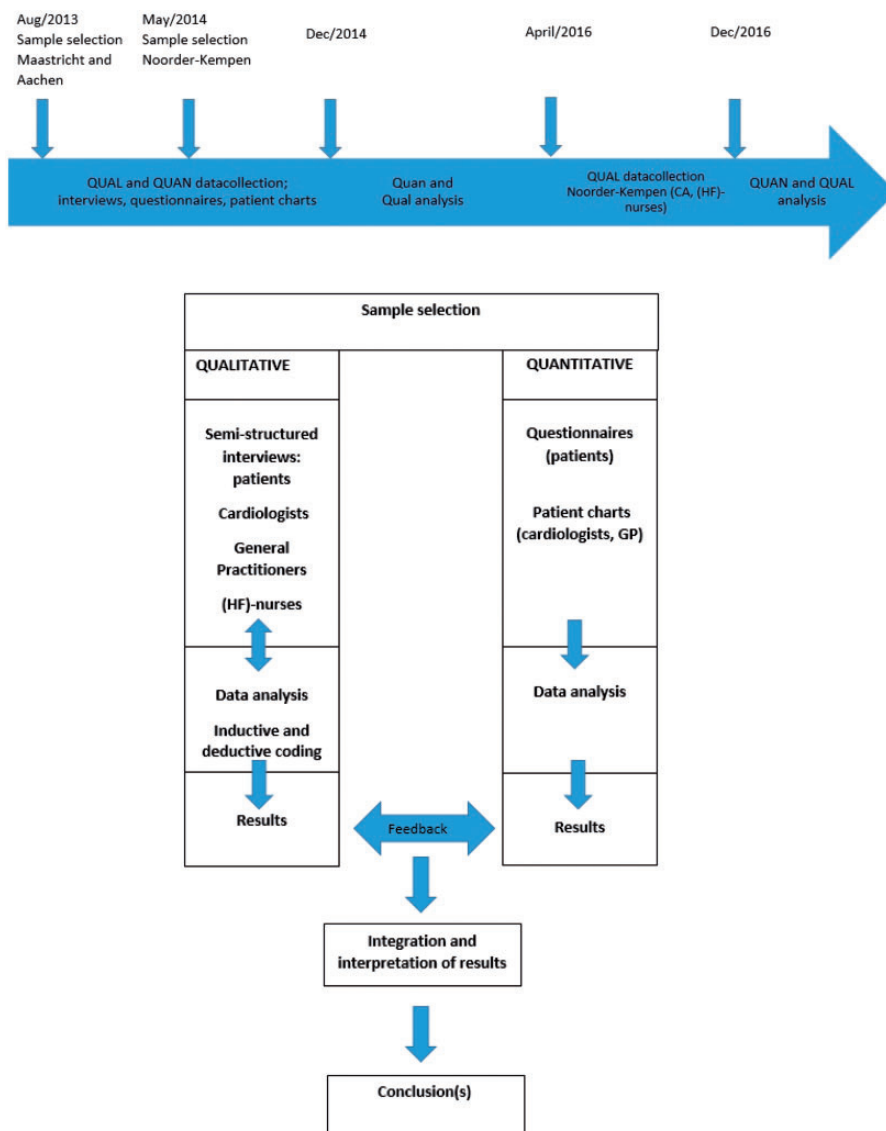 Aug/2013
Sample selection
Maastricht and
Aachen
May/2014
Sample selection
Noorder-Kempen
Dec/2014
April/2016
Dec/2016
QUAL and QUAN datacollection;
interviews, questionnaires, patient charts
Quan and
Qual analysis
QUAL datacollection
Noorder-Kempen (CA, (HF)-
nurses)
QUAN and QUAL
analysis
Sample selection
QUALITATIVE
Semi-structured
interviews:
patients
Cardiologists
General
Practitioners
(HF)-nurses
Data analysis
Inductive and
deductive coding
Results
QUANTITATIVE
Questionnaires
(patients)
Patient charts
(cardiologists, GP)
Data analysis
Results
Feedback
Integration and
interpretation of results
Conclusion(s)